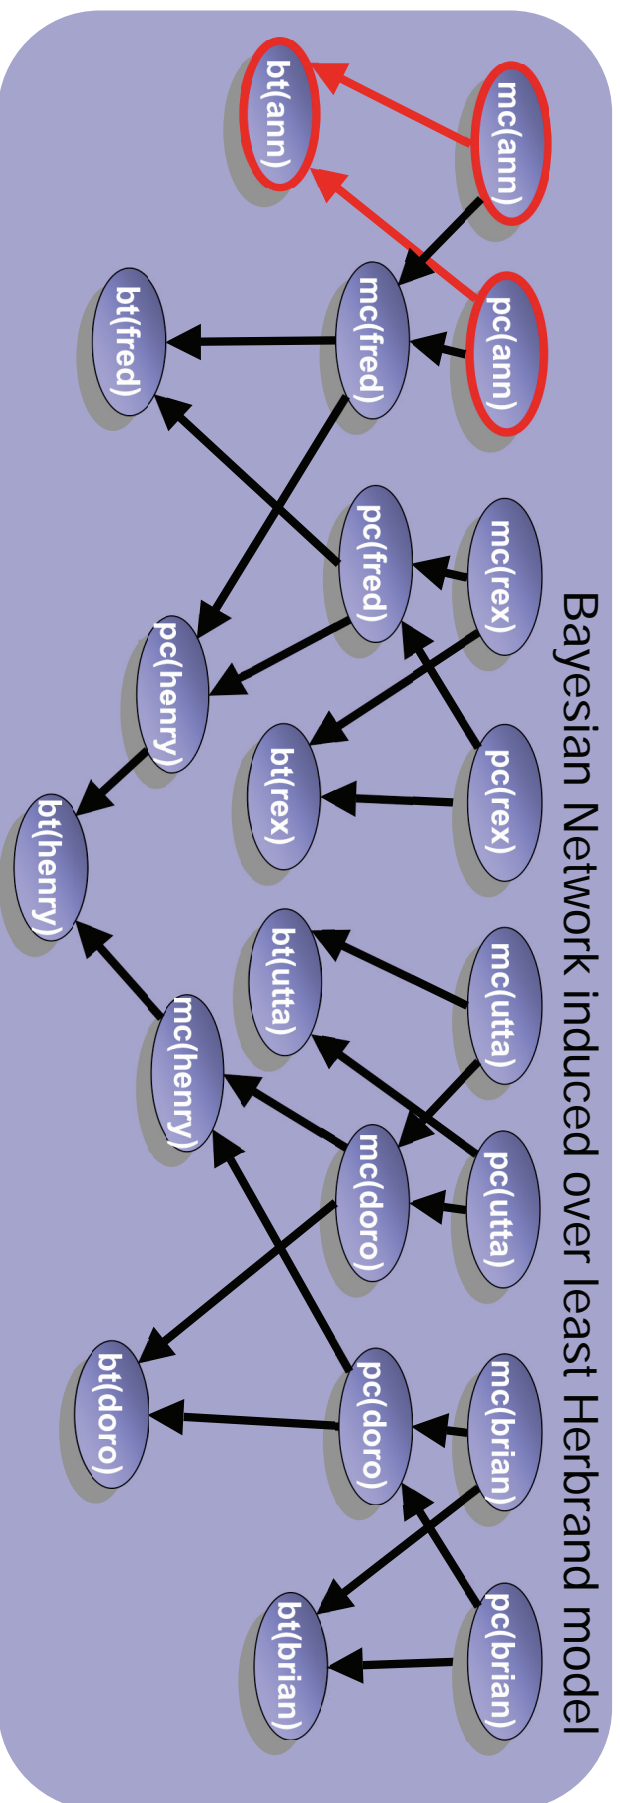 Bayesian Network induced over least Herbrand model
mc(ann)
pc(ann)
mc(rex)
pc(rex)
mc(utta)
pc(utta)
mc(brian)
pc(brian)
mc(fred)
pc(fred)
mc(doro)
pc(doro)
bt(ann)
bt(rex)
bt(utta)
bt(brian)
pc(henry)
mc(henry)
bt(fred)
bt(doro)
bt(henry)